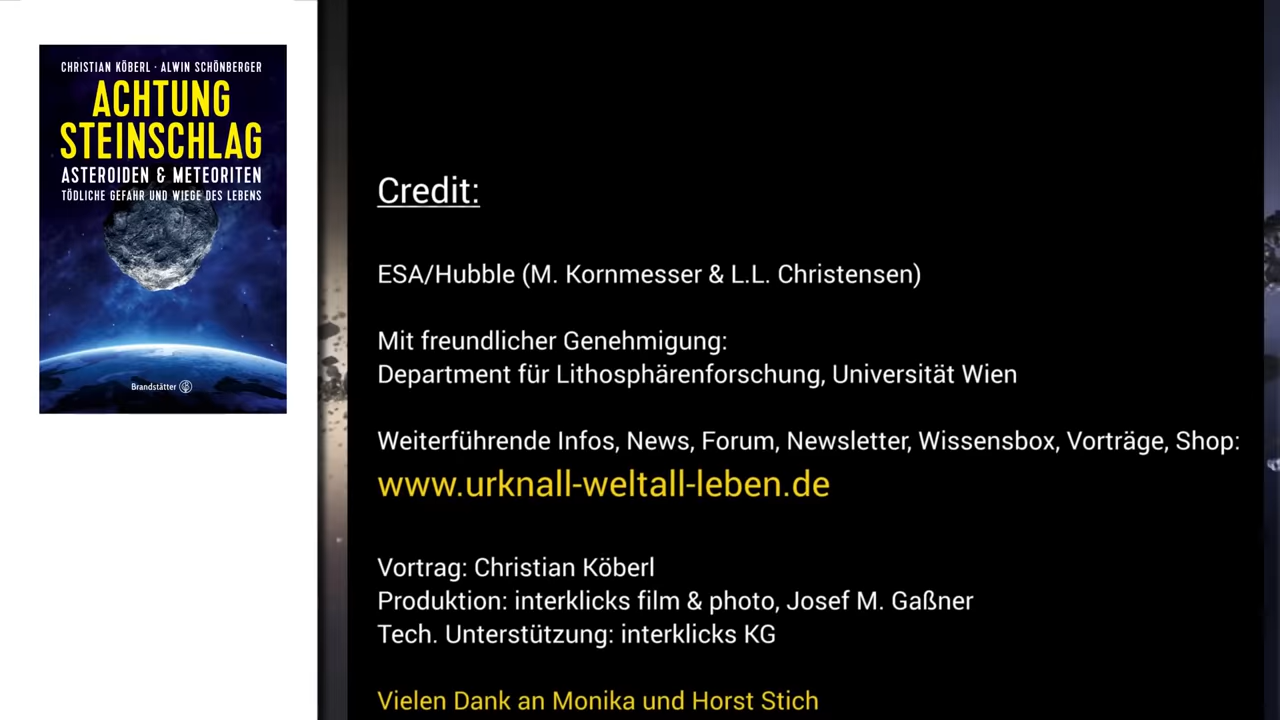 CHRISTIAN KÖBERL · ALWIN SCHÖNBERGER
ACHTUNG
STEINSCHLAG
ASTEROIDEN & METEORITEN
TÖDLICHE GEFAHR UND WIEGE DES LEBENS
Brandstätter
Credit:
ESA/Hubble (M. Kornmesser & L.L. Christensen)
Mit freundlicher Genehmigung:
Department für Lithosphärenforschung, Universität Wien
Weiterführende Infos, News, Forum, Newsletter, Wissensbox, Vorträge, Shop:
www.urknall-weltall-leben.de
Vortrag: Christian Köberl
Produktion: interklicks film & photo, Josef M. Gaßner
Tech. Unterstützung: interklicks KG
Vielen Dank an Monika und Horst Stich